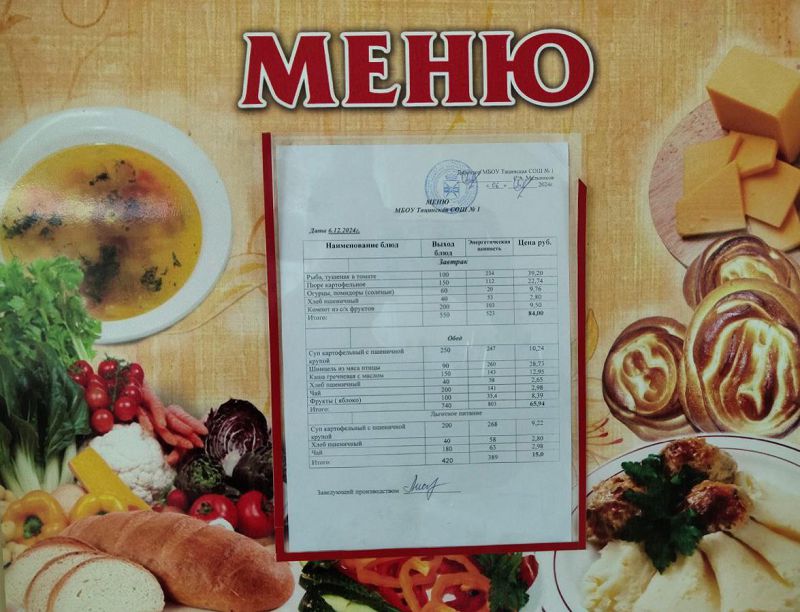 МЕНЮ
Директор МБОУ Тацинская СОШ № 1
2024г.
МЕНЮ
МБОУ Тацинская СОШ № 1
Дата 6.12.2024г.
Наименование блюд Выход блюд Энергетическая ценность Цена руб.
Завтрак
Рыба, тушеная в томате 100 234 39,20
Пюре картофельное 150 112 22,74
Огурцы, помидоры (соленые) 60 20 9,76
Хлеб пшеничный 40 53 2,80
Компот из с/х фруктов 200 103 9,50
Итого: 550 523 84,00
Обед
Суп картофельный с пшеничной 250 247 10,24
крупой
Шницель из мяса птицы 90 260 28,73
Каша гречневая с маслом 150 143 12,95
Хлеб пшеничный 40 38 2,65
Чай 200 141 2,98
Фрукты ( яблоко) 100 35,4 8,39
Итого: 740 803 65,94
Льготное питание
Суп картофельный с пшеничной 200 268 9,22
крупой
Хлеб пшеничный 40 58 2,80
Чай 180 63 2,98
Итого: 420 389 15,0
Заведующий производством